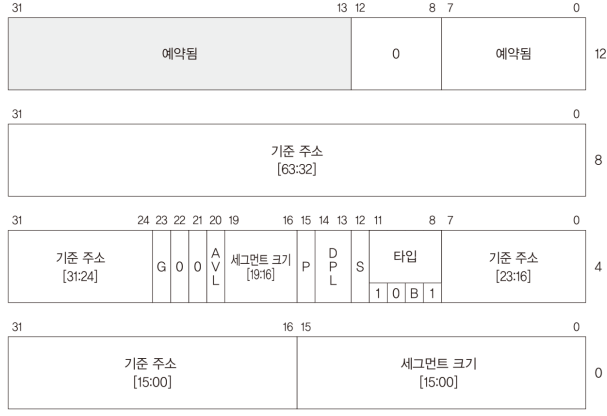 31 13 12 8 7 0
예약됨 0 예약됨 12
31 0
기준 주소
[63:32]
8
31 24 23 22 21 20 19 16 15 14 13 12 11 8 7 0
기준 주소
[31:24]
G 0 0 AVL
세그먼트 크기
[19:16]
P DPL S
타입
1 0 B 1
기준 주소
[23:16]
4
31 16 15 0
기준 주소
[15:00]
세그먼트 크기
[15:00]
0